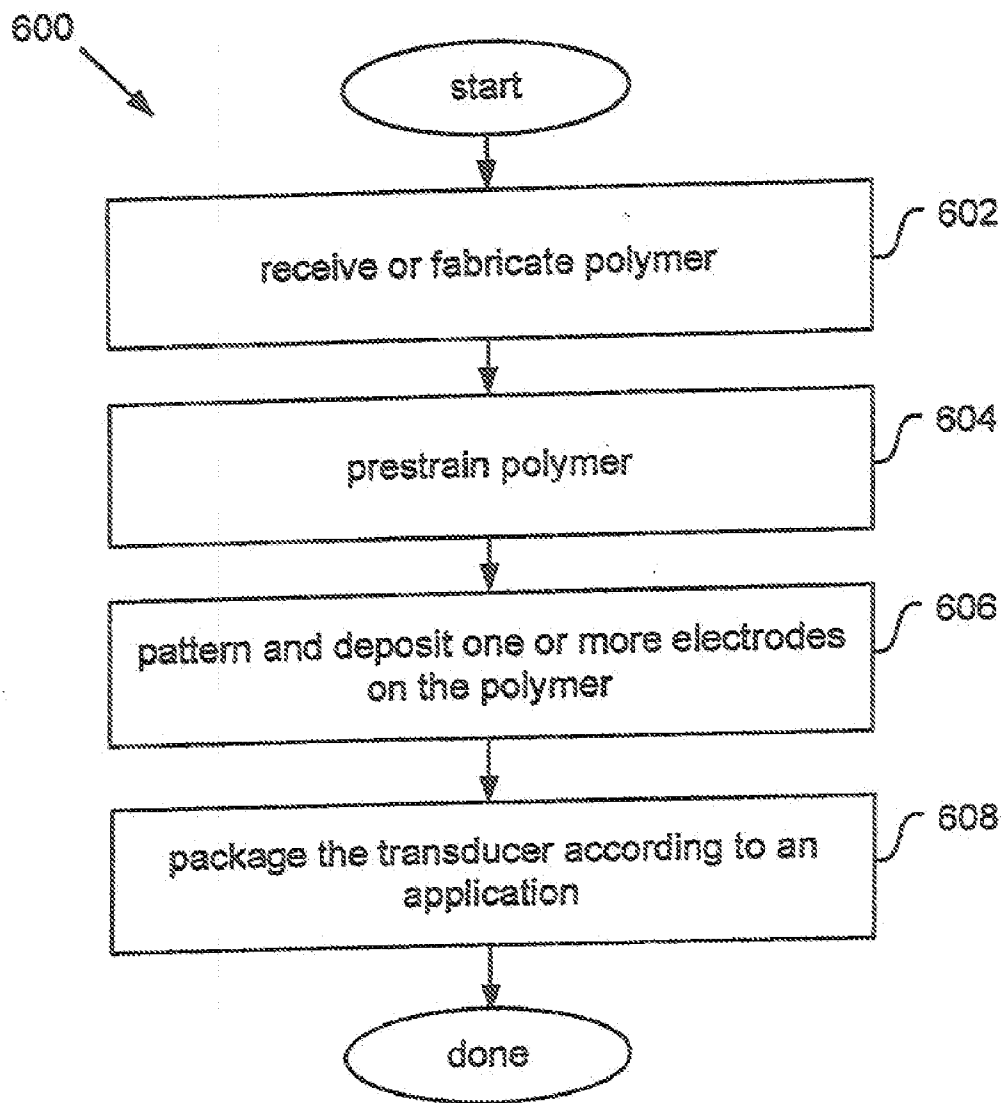 600
start
receive or fabricate polymer
602
prestrain polymer
604
pattern and deposit one or more electrodes
on the polymer
606
package the transducer according to an
application
608
done